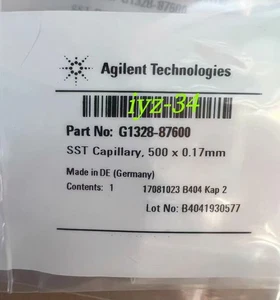 Agilent Technologies
iyz-34
Part No: G1328-87600
SST Capillary, 500 x 0.17mm
Made in DE (Germany)
Contents: 1 17081023 B404 Kap 2
Lot No: B4041930577